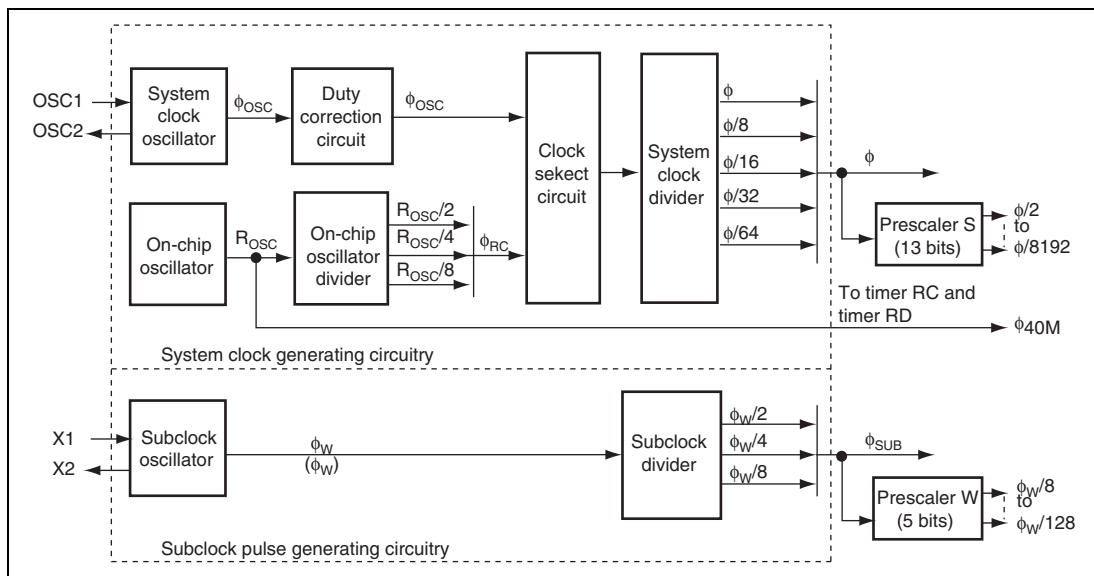 OSC1
OSC2
System
clock
oscillator
ϕOSC
Duty
correction
circuit
ϕOSC
Clock
sekect
circuit
System
clock
divider
ϕ
ϕ/8
ϕ/16
ϕ/32
ϕ/64
ϕ
Prescaler S
(13 bits)
ϕ/2
to
ϕ/8192
On-chip
oscillator
ROSC
On-chip
oscillator
divider
ROSC/2
ROSC/4
ROSC/8
ϕRC
To timer RC and
timer RD
ϕ40M
System clock generating circuitry
X1
X2
Subclock
oscillator
ϕW
(ϕW)
Subclock
divider
ϕW/2
ϕW/4
ϕW/8
ϕSUB
Prescaler W
(5 bits)
ϕW/8
to
ϕW/128
Subclock pulse generating circuitry